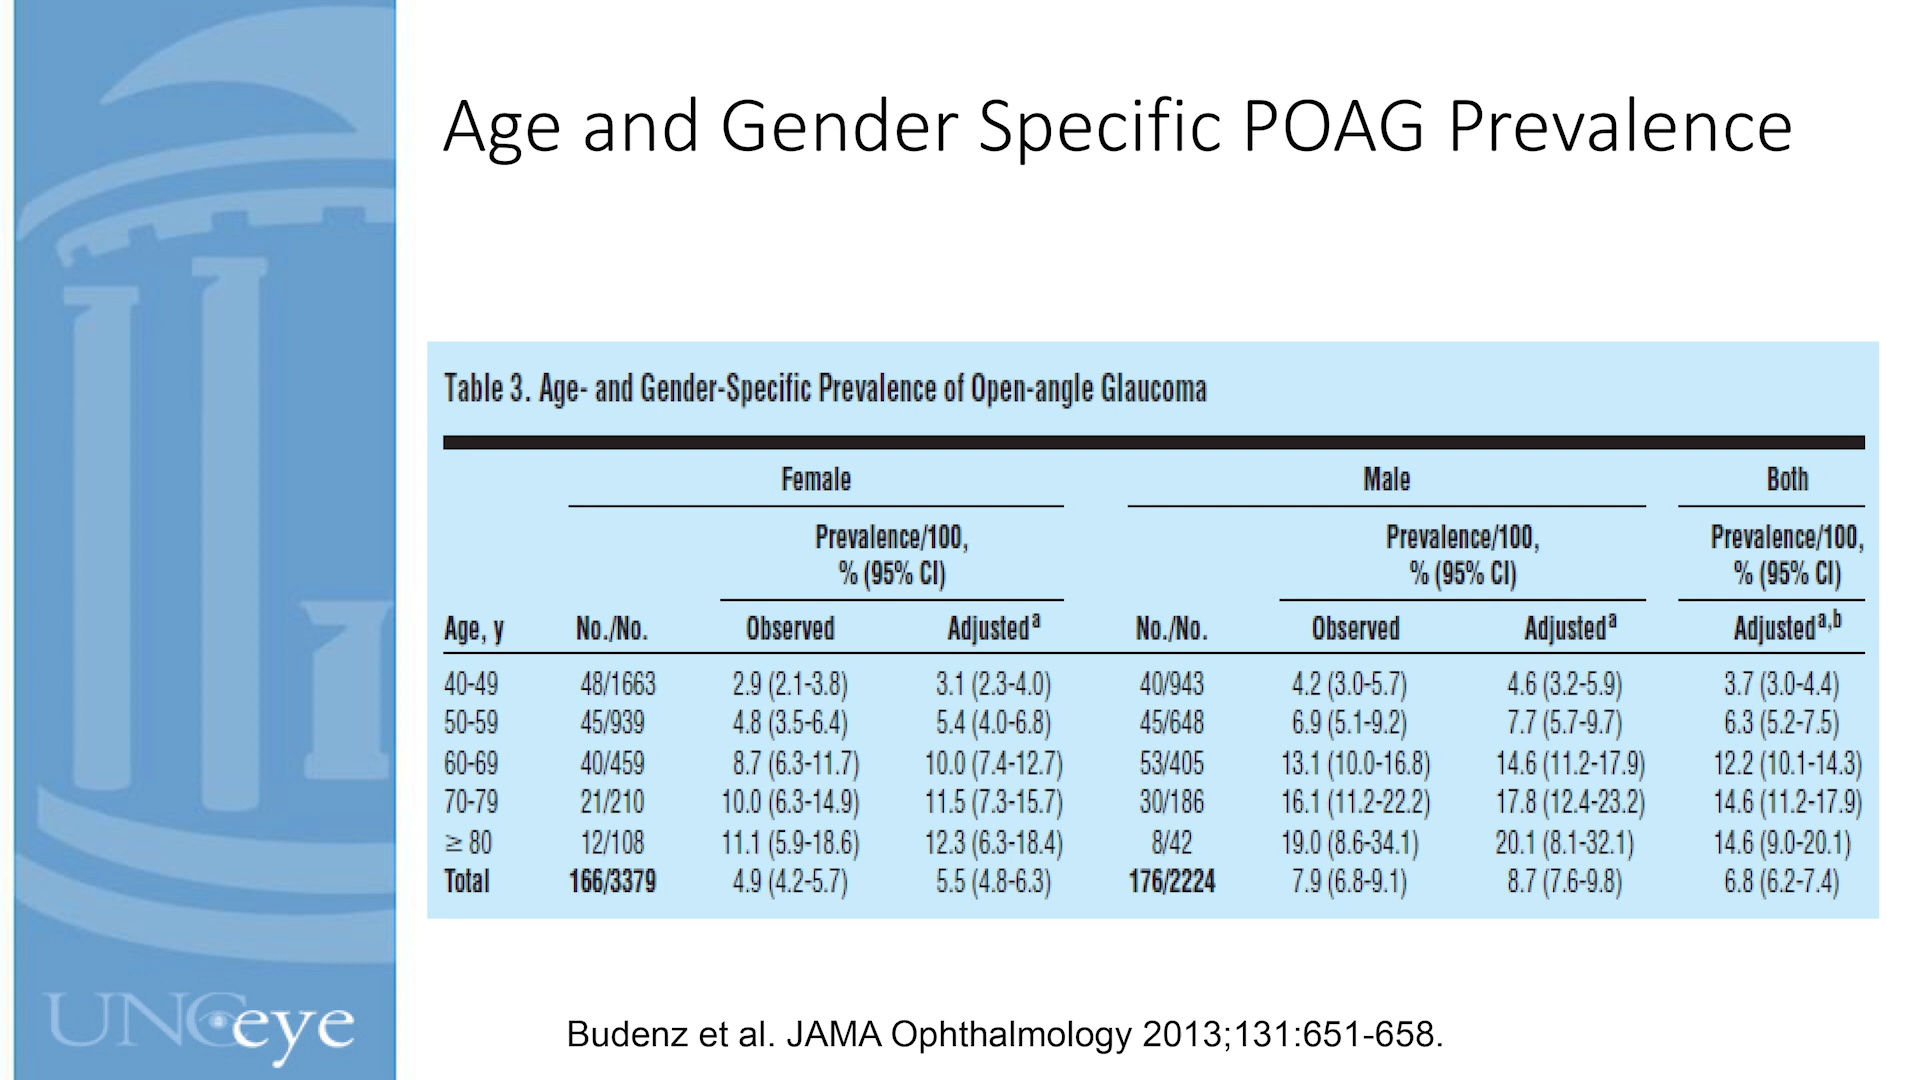 Age and Gender Specific POAG Prevalence
Table 3. Age- and Gender-Specific Prevalence of Open-angle Glaucoma
Female Male Both
Prevalence/100, % (95% CI) Prevalence/100, % (95% CI) Prevalence/100, % (95% CI)
Age, y No./No. Observed Adjustedᵃ No./No. Observed Adjustedᵃ Adjustedᵃ,ᵇ
40-49 48/1663 2.9 (2.1-3.8) 3.1 (2.3-4.0) 40/943 4.2 (3.0-5.7) 4.6 (3.2-5.9) 3.7 (3.0-4.4)
50-59 45/939 4.8 (3.5-6.4) 5.4 (4.0-6.8) 45/648 6.9 (5.1-9.2) 7.7 (5.7-9.7) 6.3 (5.2-7.5)
60-69 40/459 8.7 (6.3-11.7) 10.0 (7.4-12.7) 53/405 13.1 (10.0-16.8) 14.6 (11.2-17.9) 12.2 (10.1-14.3)
70-79 21/210 10.0 (6.3-14.9) 11.5 (7.3-15.7) 30/186 16.1 (11.2-22.2) 17.8 (12.4-23.2) 14.6 (11.2-17.9)
≥ 80 12/108 11.1 (5.9-18.6) 12.3 (6.3-18.4) 8/42 19.0 (8.6-34.1) 20.1 (8.1-32.1) 14.6 (9.0-20.1)
Total 166/3379 4.9 (4.2-5.7) 5.5 (4.8-6.3) 176/2224 7.9 (6.8-9.1) 8.7 (7.6-9.8) 6.8 (6.2-7.4)
UNCeye
Budenz et al. JAMA Ophthalmology 2013;131:651-658.